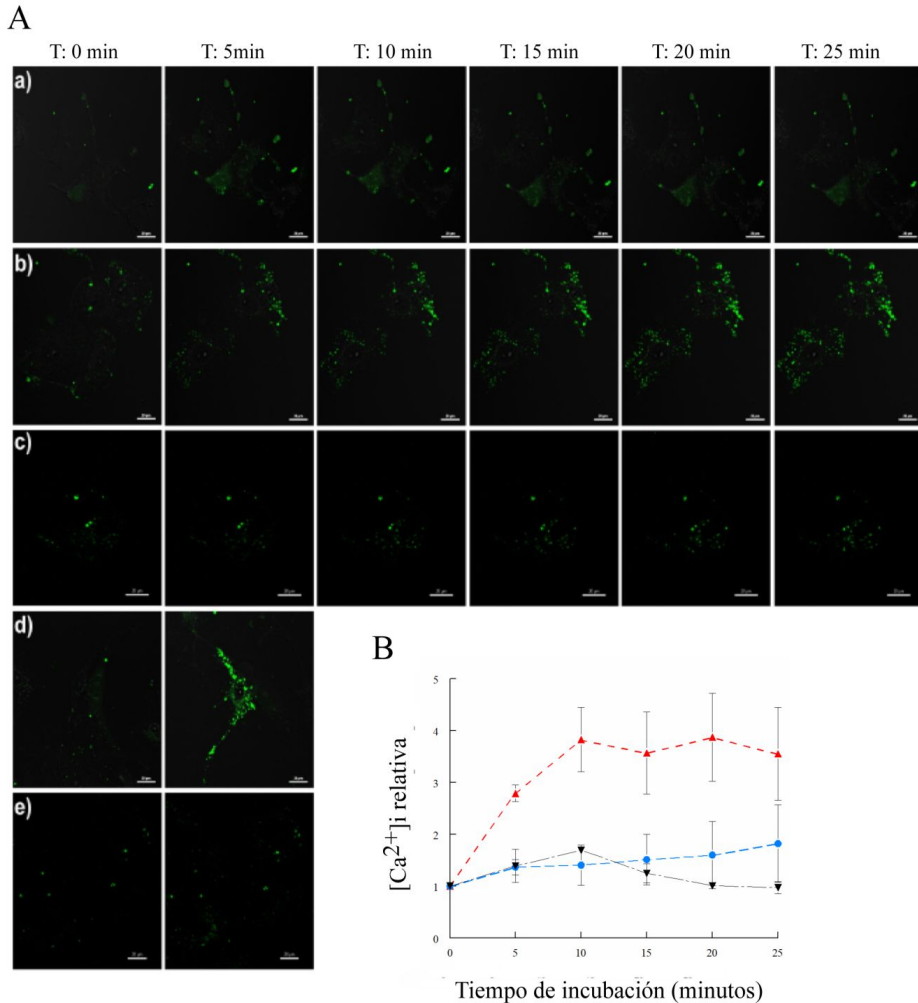 A
T: 0 min T: 5min T: 10 min T: 15 min T: 20 min T: 25 min
a)
b)
c)
d)
e)
B
[Ca2+]i relativa
5
4
3
2
1
0
0 5 10 15 20 25
Tiempo de incubación (minutos)